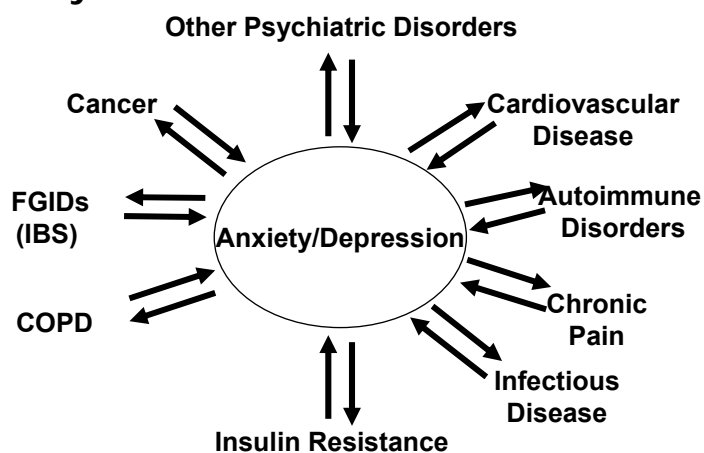 Other Psychiatric Disorders
Cancer
Cardiovascular
Disease
FGIDs
(IBS)
Autoimmune
Disorders
Anxiety/Depression
COPD
Chronic
Pain
Infectious
Disease
Insulin Resistance